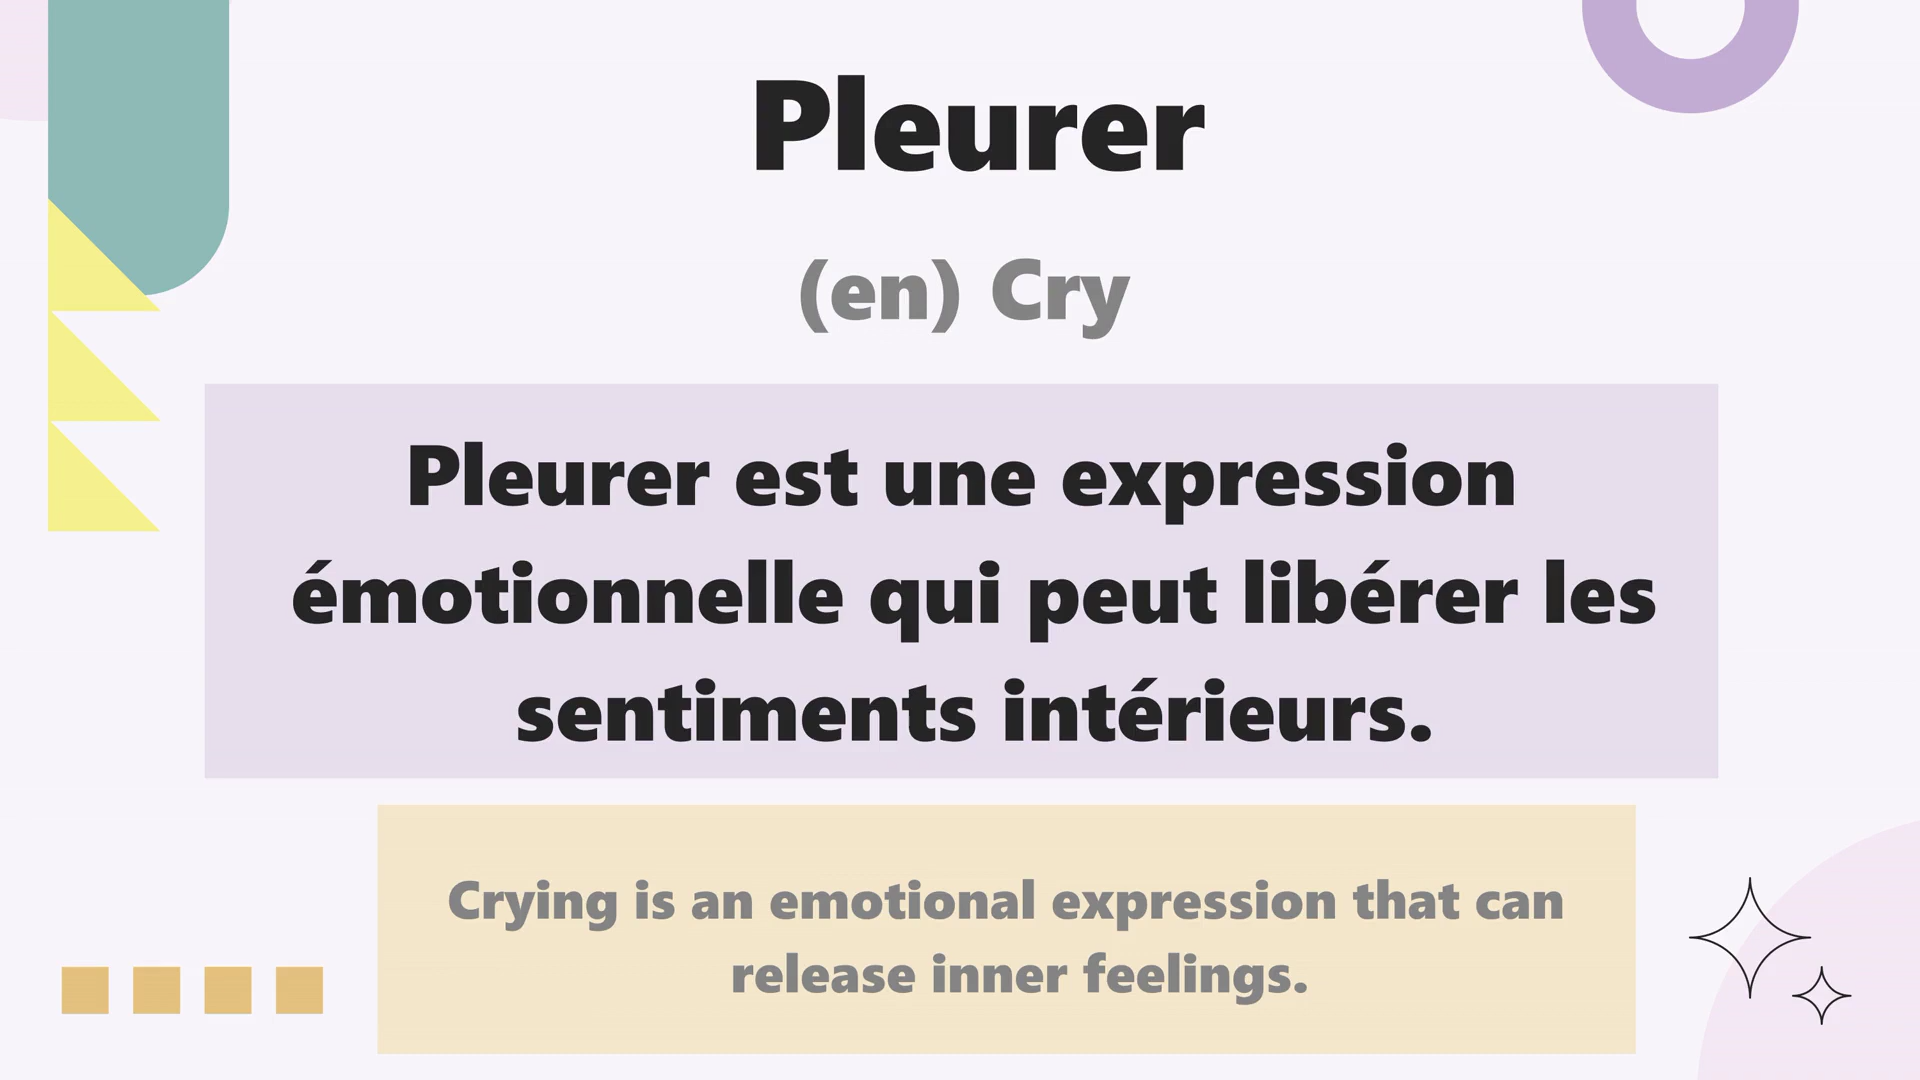 Pleurer
(en) Cry
Pleurer est une expression
émotionnelle qui peut libérer les
sentiments intérieurs.
Crying is an emotional expression that can
release inner feelings.